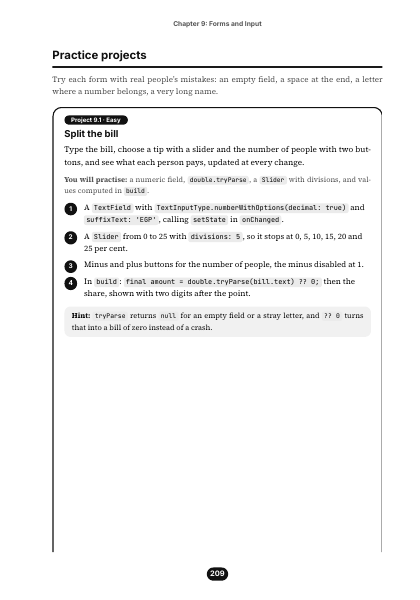 Chapter 9: Forms and Input
Practice projects
Try each form with real people's mistakes: an empty field, a space at the end, a letter
where a number belongs, a very long name.
Project 9.1 · Easy
Split the bill
Type the bill, choose a tip with a slider and the number of people with two but-
tons, and see what each person pays, updated at every change.
You will practise: a numeric field, double.tryParse, a Slider with divisions, and val-
ues computed in build.
1 A TextField with TextInputType.numberWithOptions(decimal: true) and
suffixText: 'EGP', calling setState in onChanged.
2 A Slider from 0 to 25 with divisions: 5, so it stops at 0, 5, 10, 15, 20 and
25 per cent.
3 Minus and plus buttons for the number of people, the minus disabled at 1.
4 In build: final amount = double.tryParse(bill.text) ?? 0; then the
share, shown with two digits after the point.
Hint: tryParse returns null for an empty field or a stray letter, and ?? 0 turns
that into a bill of zero instead of a crash.
209